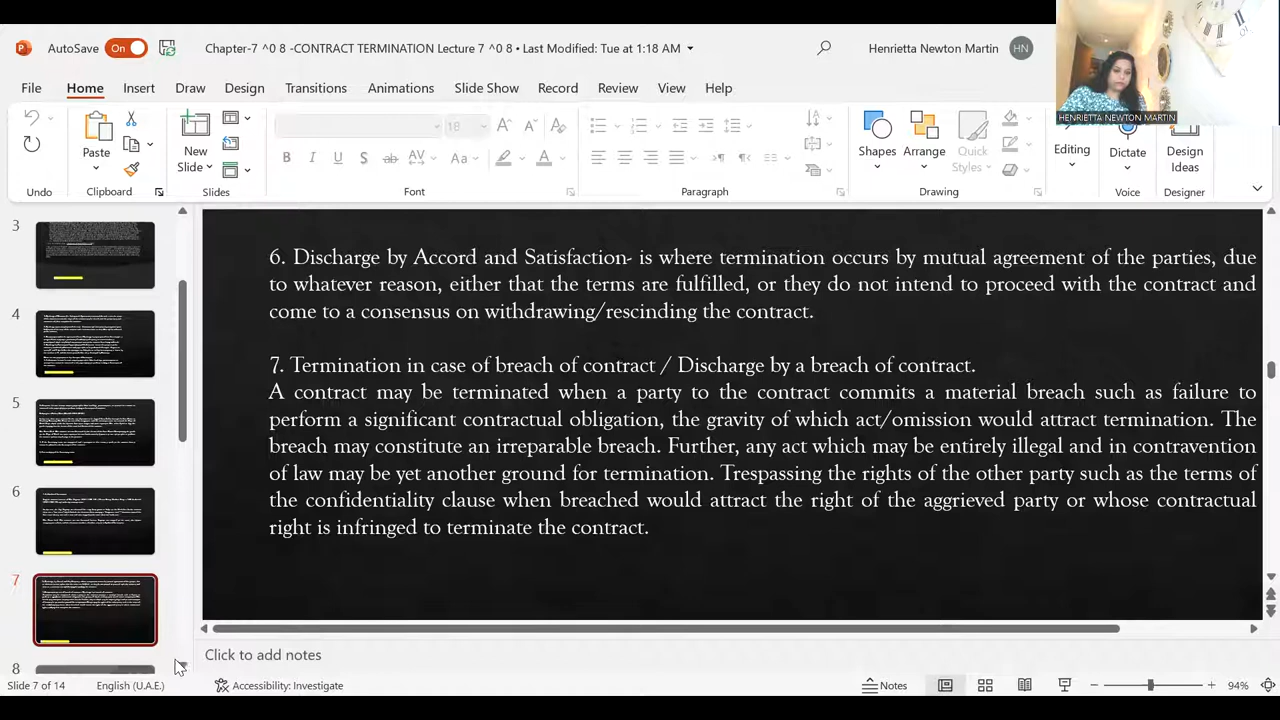 AutoSave On Chapter-7 ^0 8 -CONTRACT TERMINATION Lecture 7 ^0 8 • Last Modified: Tue at 1:18 AM Henrietta Newton Martin HN
File Home Insert Draw Design Transitions Animations Slide Show Record Review View Help
HENRIETTA NEWTON MARTIN
18
Paste New Slide Shapes Arrange Quick Styles Editing Dictate Design Ideas
Undo Clipboard Slides Font Paragraph Drawing Voice Designer
3
4
5
6
7
8
6. Discharge by Accord and Satisfaction- is where termination occurs by mutual agreement of the parties, due
to whatever reason, either that the terms are fulfilled, or they do not intend to proceed with the contract and
come to a consensus on withdrawing/rescinding the contract.
7. Termination in case of breach of contract / Discharge by a breach of contract.
A contract may be terminated when a party to the contract commits a material breach such as failure to
perform a significant contractual obligation, the gravity of which act/omission would attract termination. The
breach may constitute an irreparable breach. Further, any act which may be entirely illegal and in contravention
of law may be yet another ground for termination. Trespassing the rights of the other party such as the terms of
the confidentiality clause when breached would attract the right of the aggrieved party or whose contractual
right is infringed to terminate the contract.
Click to add notes
Slide 7 of 14 English (U.A.E.) Accessibility: Investigate Notes 94%